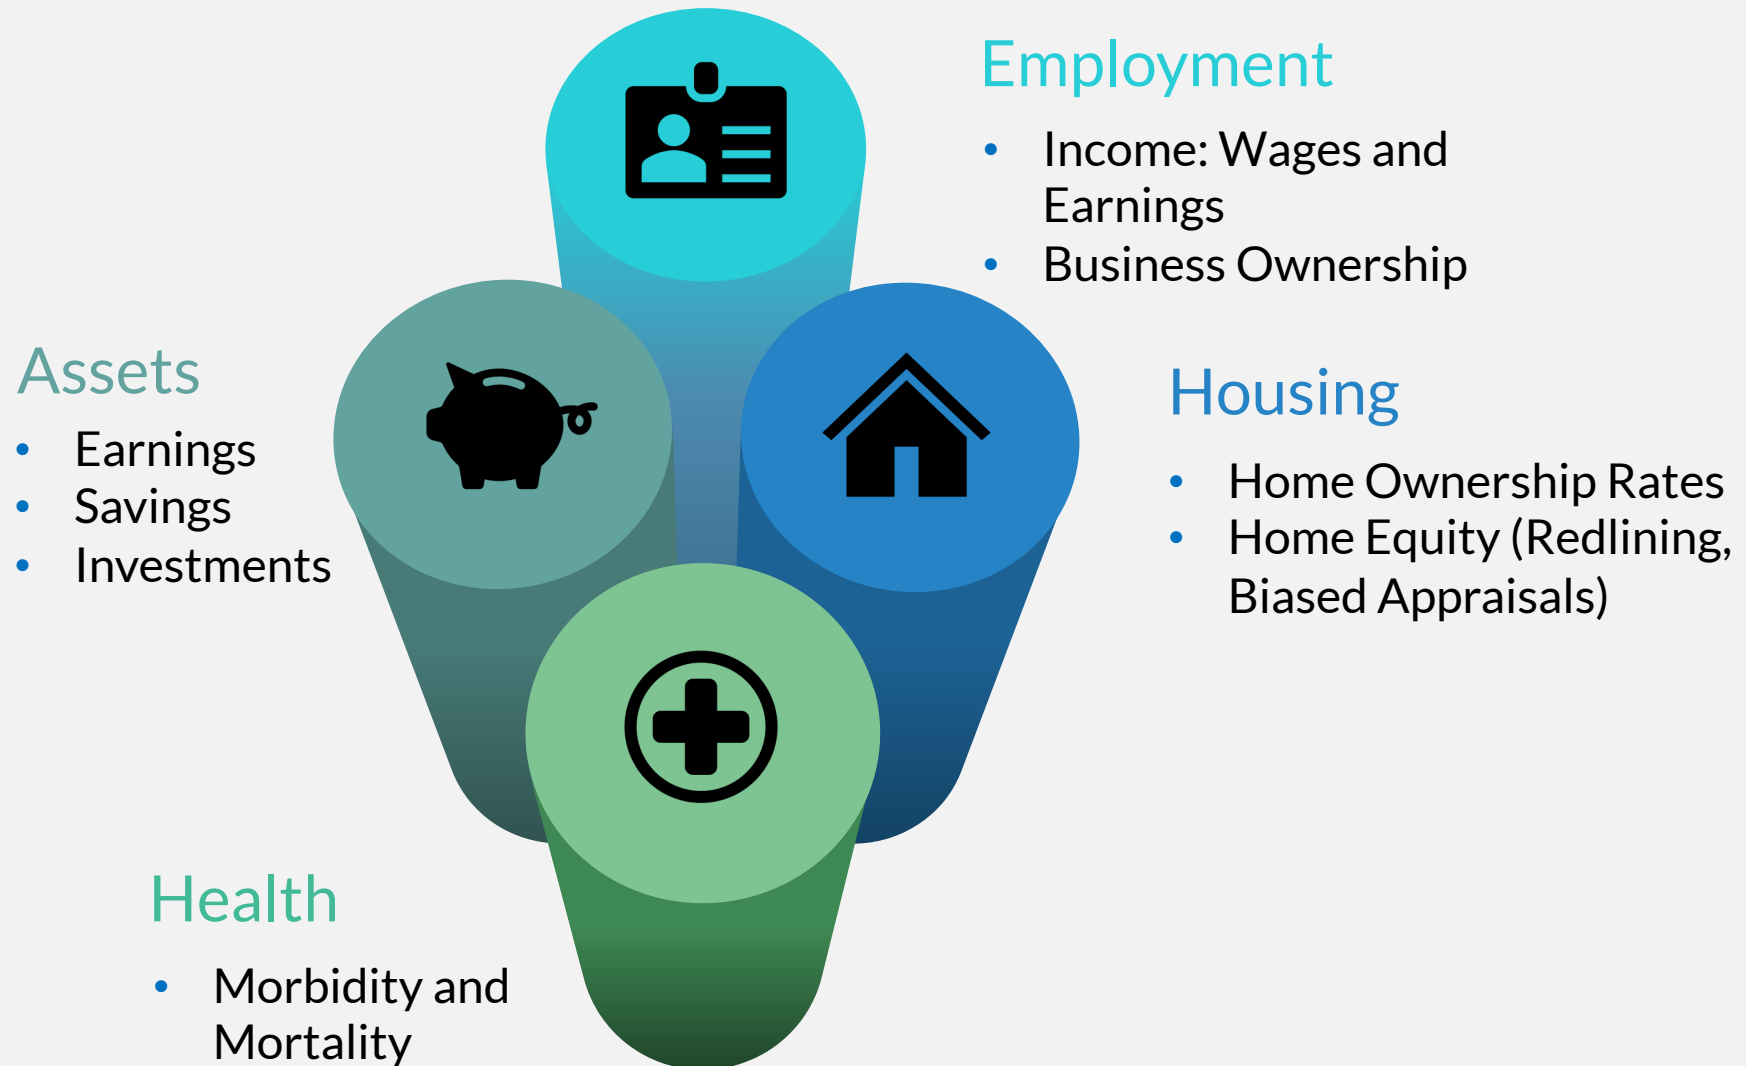 Employment
• Income: Wages and
Earnings
• Business Ownership
Assets
• Earnings
• Savings
• Investments
Housing
• Home Ownership Rates
• Home Equity (Redlining,
Biased Appraisals)
Health
• Morbidity and
Mortality